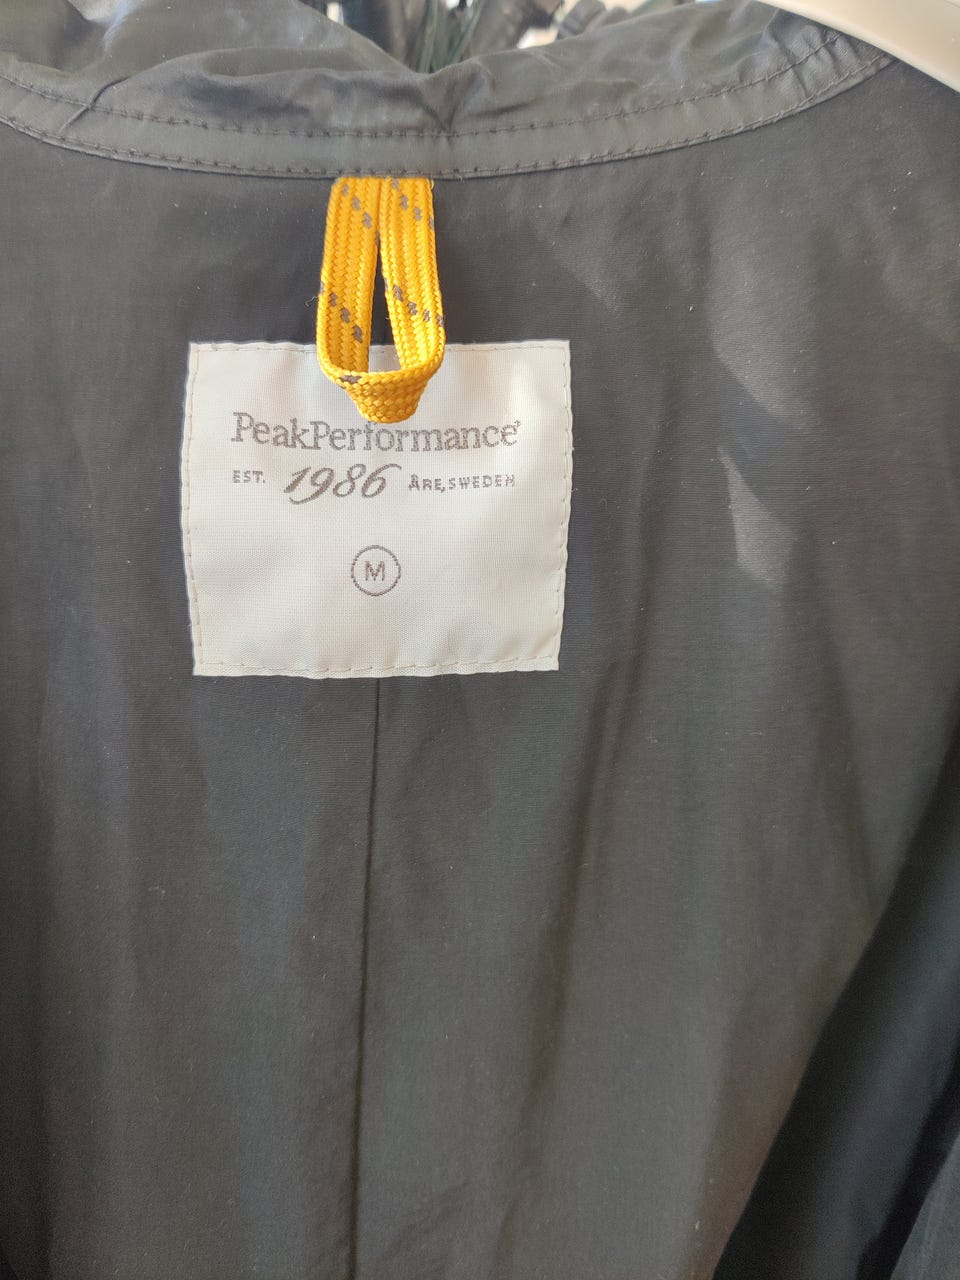 PeakPerformance
EST. 1986 ÅRE, SWEDEN
M